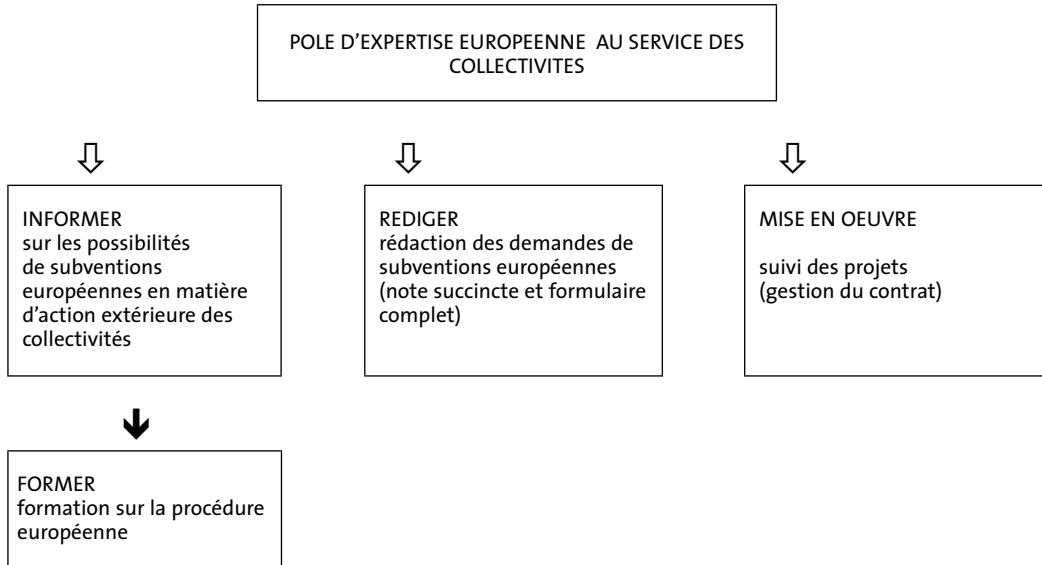 POLE D'EXPERTISE EUROPEENNE AU SERVICE DES
COLLECTIVITES
INFORMER
sur les possibilités
de subventions
européennes en matière
d'action extérieure des
collectivités
REDIGER
rédaction des demandes de
subventions européennes
(note succincte et formulaire
complet)
MISE EN OEUVRE
suivi des projets
(gestion du contrat)
FORMER
formation sur la procédure
européenne